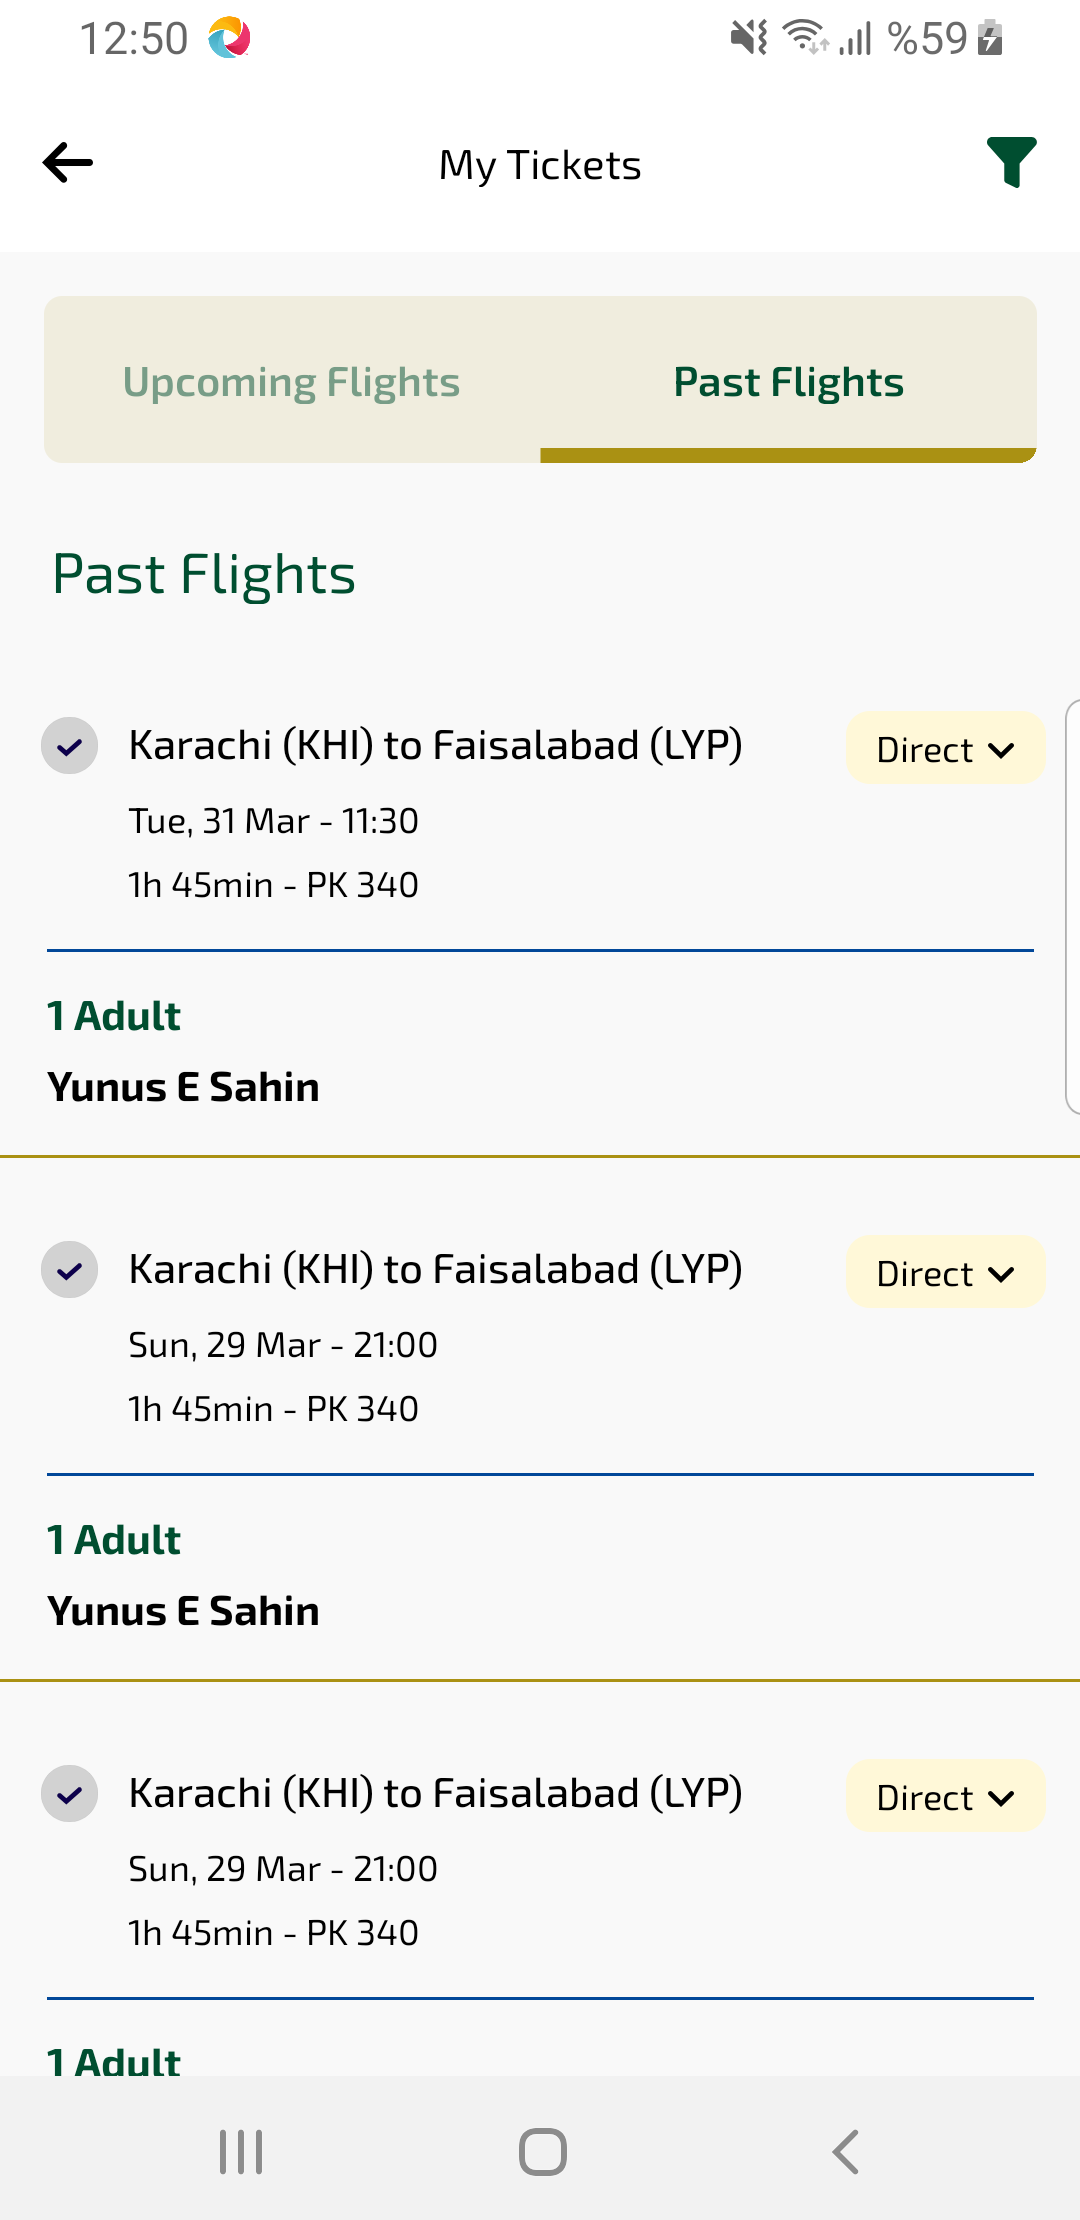 12:50 %59
My Tickets
Upcoming Flights Past Flights
Past Flights
Karachi (KHI) to Faisalabad (LYP) Direct
Tue, 31 Mar - 11:30
1h 45min - PK 340
1 Adult
Yunus E Sahin
Karachi (KHI) to Faisalabad (LYP) Direct
Sun, 29 Mar - 21:00
1h 45min - PK 340
1 Adult
Yunus E Sahin
Karachi (KHI) to Faisalabad (LYP) Direct
Sun, 29 Mar - 21:00
1h 45min - PK 340
1 Adult